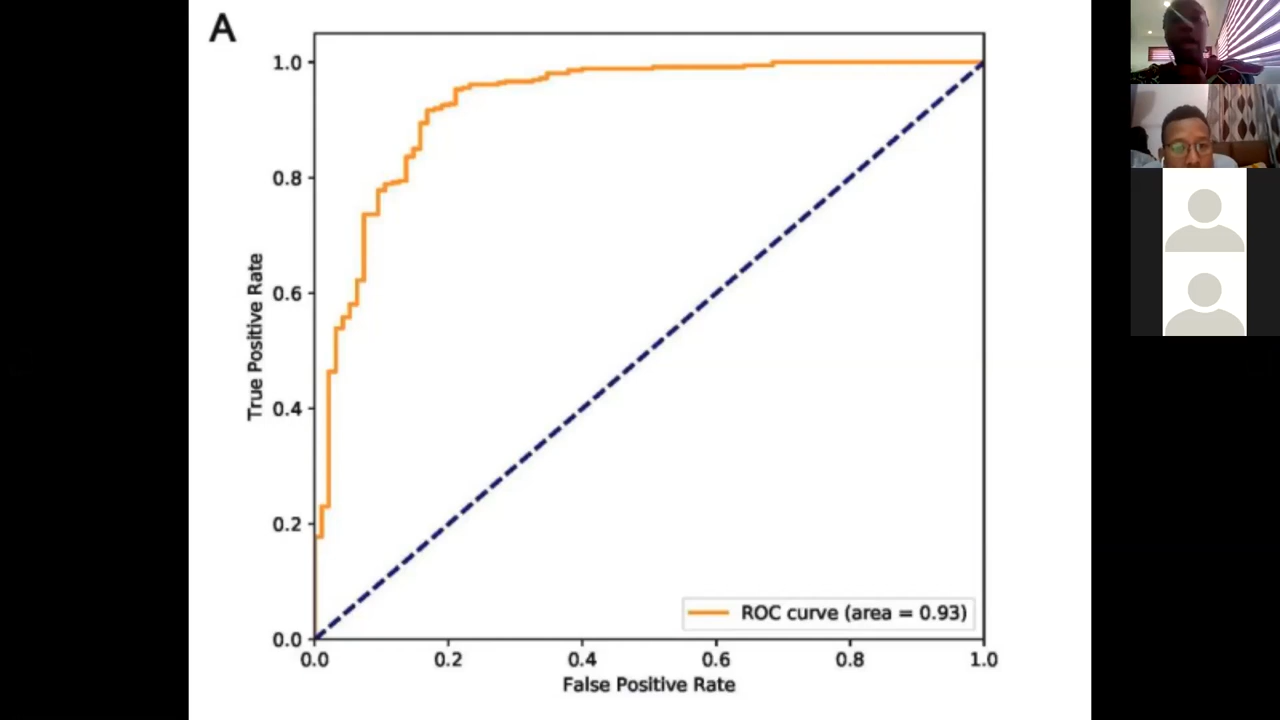 A
1.0
0.8
0.6
0.4
0.2
0.0
True Positive Rate
0.0 0.2 0.4 0.6 0.8 1.0
False Positive Rate
ROC curve (area = 0.93)